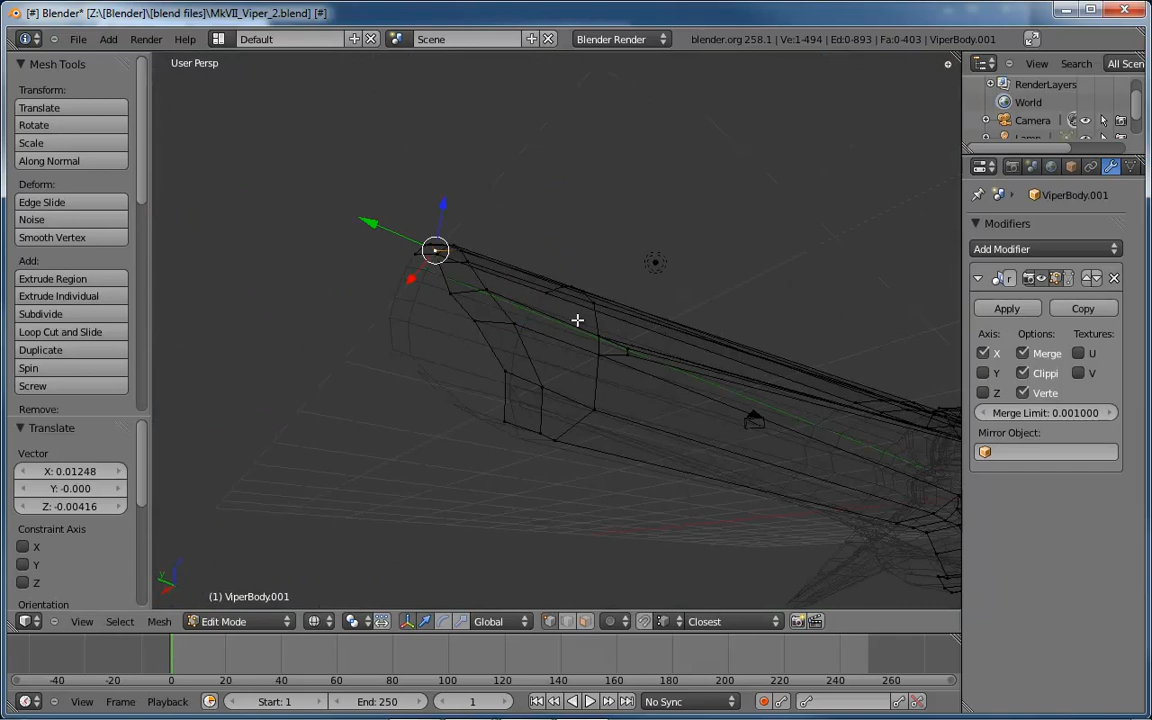 [#] Blender* [Z:\[Blender]\[blend files]\MkVII_Viper_2.blend] [#]
File Add Render Help Default Scene Blender Render blender.org 258.1 | Ve:1-494 | Ed:0-893 | Fa:0-403 | ViperBody.001
Mesh Tools
Transform:
Translate
Rotate
Scale
Along Normal
Deform:
Edge Slide
Noise
Smooth Vertex
Add:
Extrude Region
Extrude Individual
Subdivide
Loop Cut and Slide
Duplicate
Spin
Screw
Remove:
Translate
Vector
X: 0.01248
Y: -0.000
Z: -0.00416
Constraint Axis
X
Y
Z
Orientation
User Persp
(1) ViperBody.001
View Select Mesh Edit Mode Global Closest
View Search All Scen
RenderLayers
World
Camera
ViperBody.001
Modifiers
Add Modifier
Apply Copy
Axis: Options: Textures:
X Merge U
Y Clippi V
Z Verte
Merge Limit: 0.001000
Mirror Object:
-40 -20 0 20 40 60 80 100 120 140 160 180 200 220 240 260
View Frame Playback Start: 1 End: 250 1 No Sync